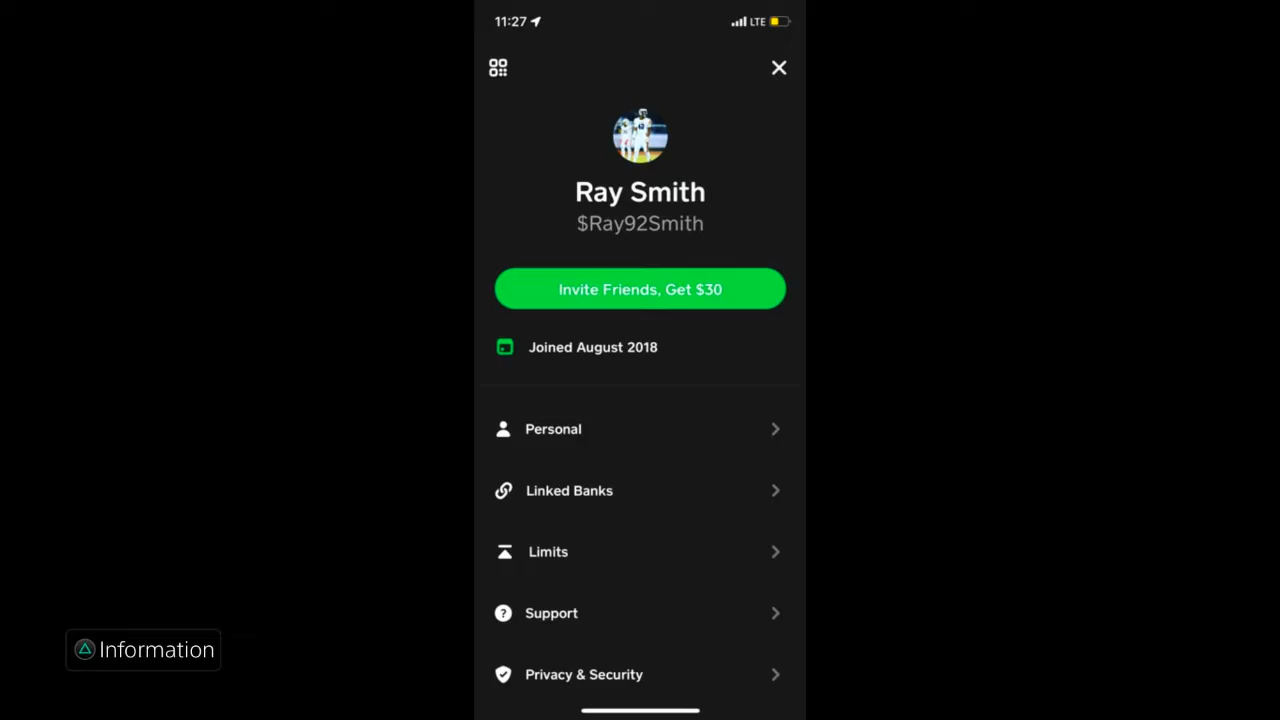 11:27
LTE
Ray Smith
$Ray92Smith
Invite Friends, Get $30
Joined August 2018
Personal
Linked Banks
Limits
Support
Information
Privacy & Security